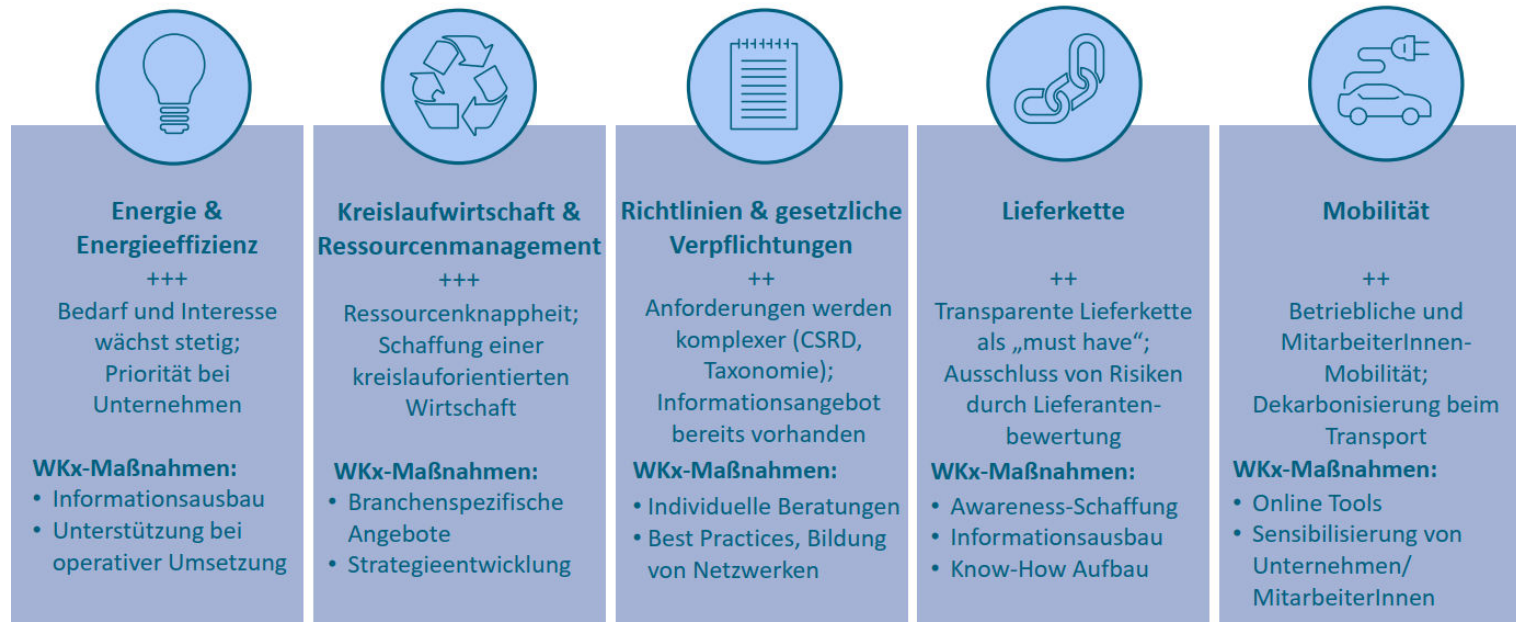 Energie &
Energieeffizienz
+++
Bedarf und Interesse
wächst stetig;
Priorität bei
Unternehmen
WKx-Maßnahmen:
• Informationsausbau
• Unterstützung bei
operativer Umsetzung
Kreislaufwirtschaft &
Ressourcenmanagement
+++
Ressourcenknappheit;
Schaffung einer
kreislauforientierten
Wirtschaft
WKx-Maßnahmen:
• Branchenspezifische
Angebote
• Strategieentwicklung
Richtlinien & gesetzliche
Verpflichtungen
++
Anforderungen werden
komplexer (CSRD,
Taxonomie);
Informationsangebot
bereits vorhanden
WKx-Maßnahmen:
• Individuelle Beratungen
• Best Practices, Bildung
von Netzwerken
Lieferkette
++
Transparente Lieferkette
als „must have“;
Ausschluss von Risiken
durch Lieferanten-
bewertung
WKx-Maßnahmen:
• Awareness-Schaffung
• Informationsausbau
• Know-How Aufbau
Mobilität
++
Betriebliche und
MitarbeiterInnen-
Mobilität;
Dekarbonisierung beim
Transport
WKx-Maßnahmen:
• Online Tools
• Sensibilisierung von
Unternehmen/
MitarbeiterInnen